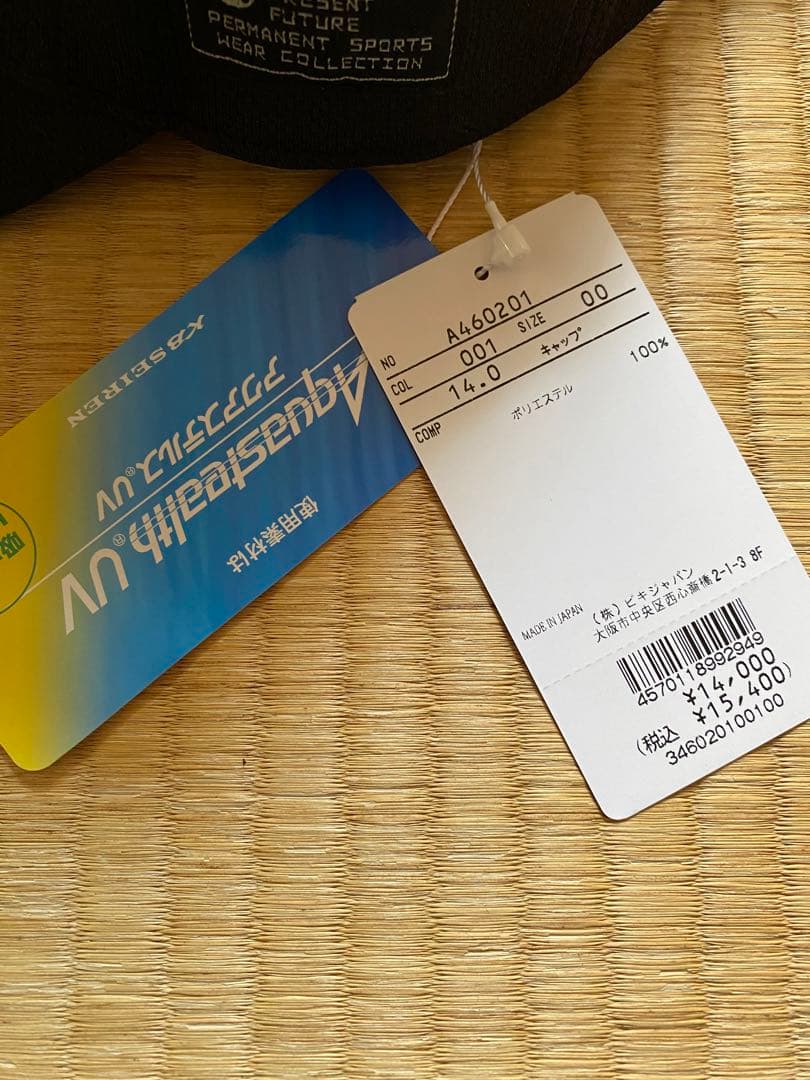 PRESENT
FUTURE
PERMANENT SPORTS
WEAR COLLECTION
使用素材は
Aquastealth® UV
アクアステルス®UV
KBSEIREN
NO A460201
COL 001 SIZE 00
14.0 キャップ
COMP
ポリエステル 100%
MADE IN JAPAN
(株)ピキジャパン
大阪市中央区西心斎橋2-1-3 8F
4570118992949
¥14,000
(税込 ¥15,400)
346020100100